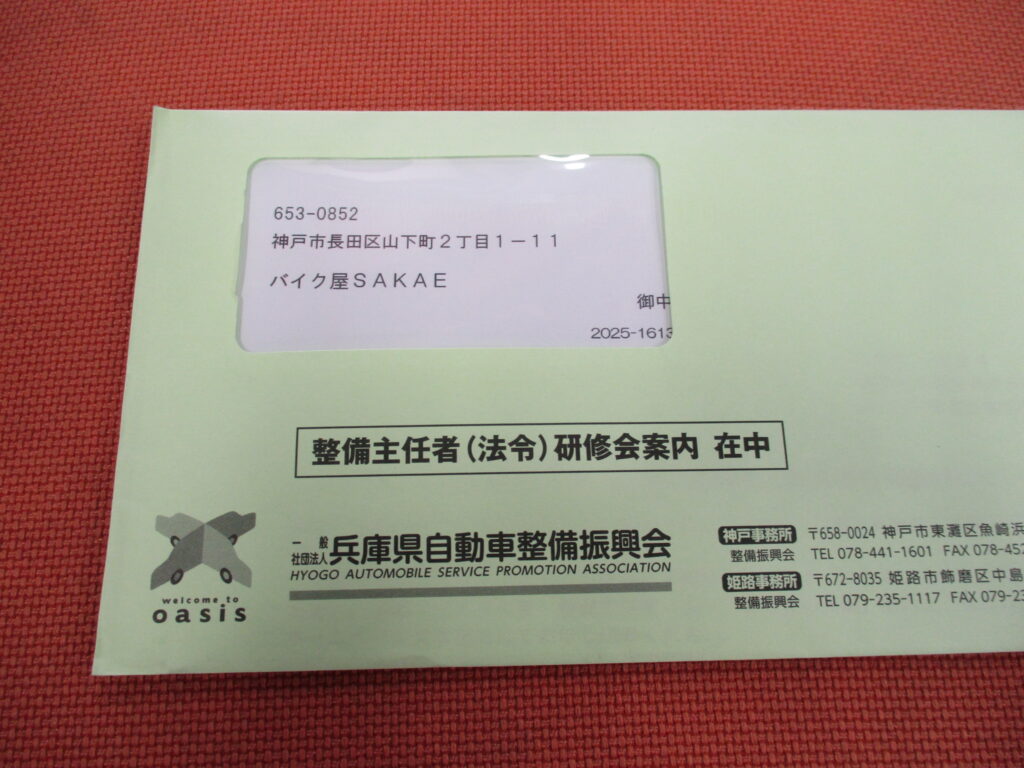 653-0852
神戸市長田区山下町２丁目１－１１
バイク屋ＳＡＫＡＥ
御中
2025-1613
整備主任者（法令）研修会案内 在中
welcome to
oasis
一般社団法人 兵庫県自動車整備振興会
HYOGO AUTOMOBILE SERVICE PROMOTION ASSOCIATION
神戸事務所 〒658-0024 神戸市東灘区魚崎浜
整備振興会 TEL 078-441-1601 FAX 078-45
姫路事務所 〒672-8035 姫路市飾磨区中島
整備振興会 TEL 079-235-1117 FAX 079-23